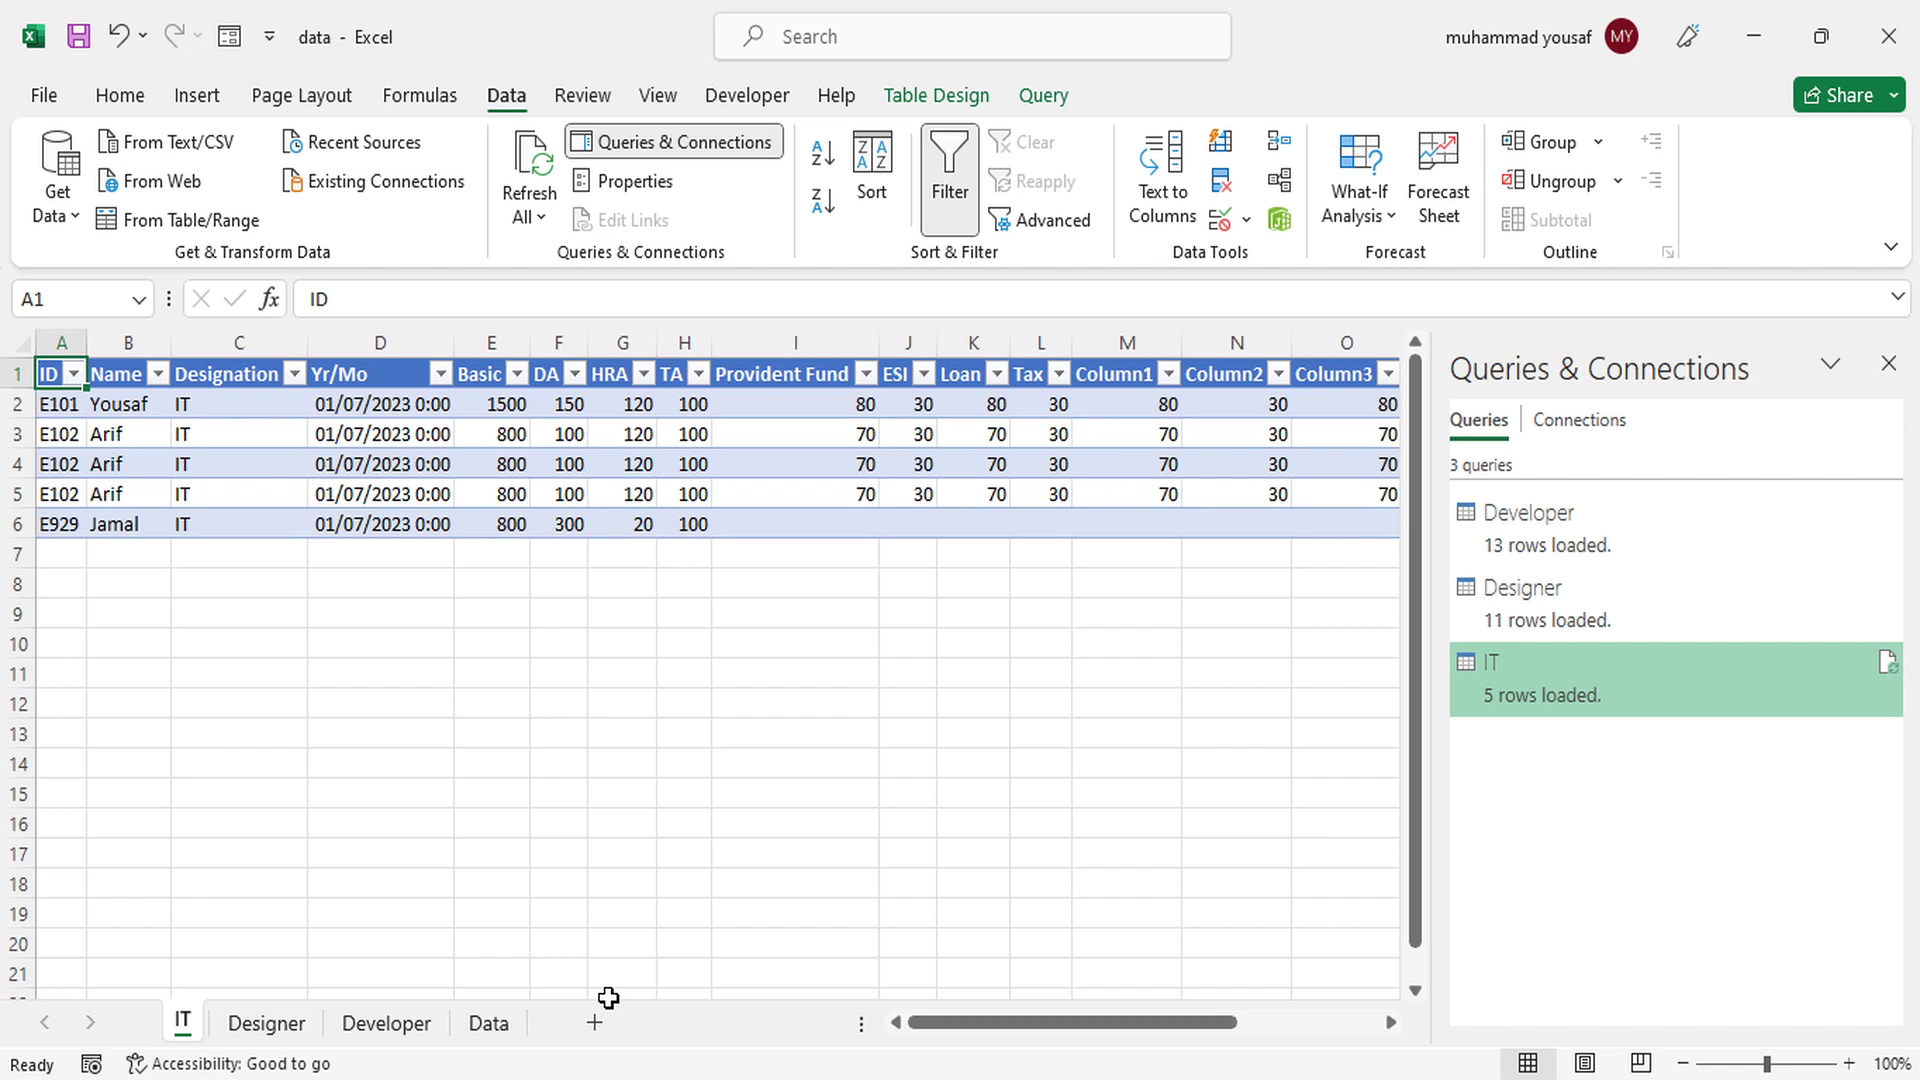 data - Excel
Search
muhammad yousaf MY
File Home Insert Page Layout Formulas Data Review View Developer Help Table Design Query Share
Get Data
From Text/CSV
From Web
From Table/Range
Recent Sources
Existing Connections
Get & Transform Data
Refresh All
Queries & Connections
Properties
Edit Links
Queries & Connections
Sort
Filter
Clear
Reapply
Advanced
Sort & Filter
Text to Columns
Data Tools
What-If Analysis
Forecast Sheet
Forecast
Group
Ungroup
Subtotal
Outline
A1 fx ID
A B C D E F G H I J K L M N O
1 ID Name Designation Yr/Mo Basic DA HRA TA Provident Fund ESI Loan Tax Column1 Column2 Column3
2 E101 Yousaf IT 01/07/2023 0:00 1500 150 120 100 80 30 80 30 80 30 80
3 E102 Arif IT 01/07/2023 0:00 800 100 120 100 70 30 70 30 70 30 70
4 E102 Arif IT 01/07/2023 0:00 800 100 120 100 70 30 70 30 70 30 70
5 E102 Arif IT 01/07/2023 0:00 800 100 120 100 70 30 70 30 70 30 70
6 E929 Jamal IT 01/07/2023 0:00 800 300 20 100
7
8
9
10
11
12
13
14
15
16
17
18
19
20
21
Queries & Connections
Queries Connections
3 queries
Developer
13 rows loaded.
Designer
11 rows loaded.
IT
5 rows loaded.
IT Designer Developer Data
Ready Accessibility: Good to go 100%